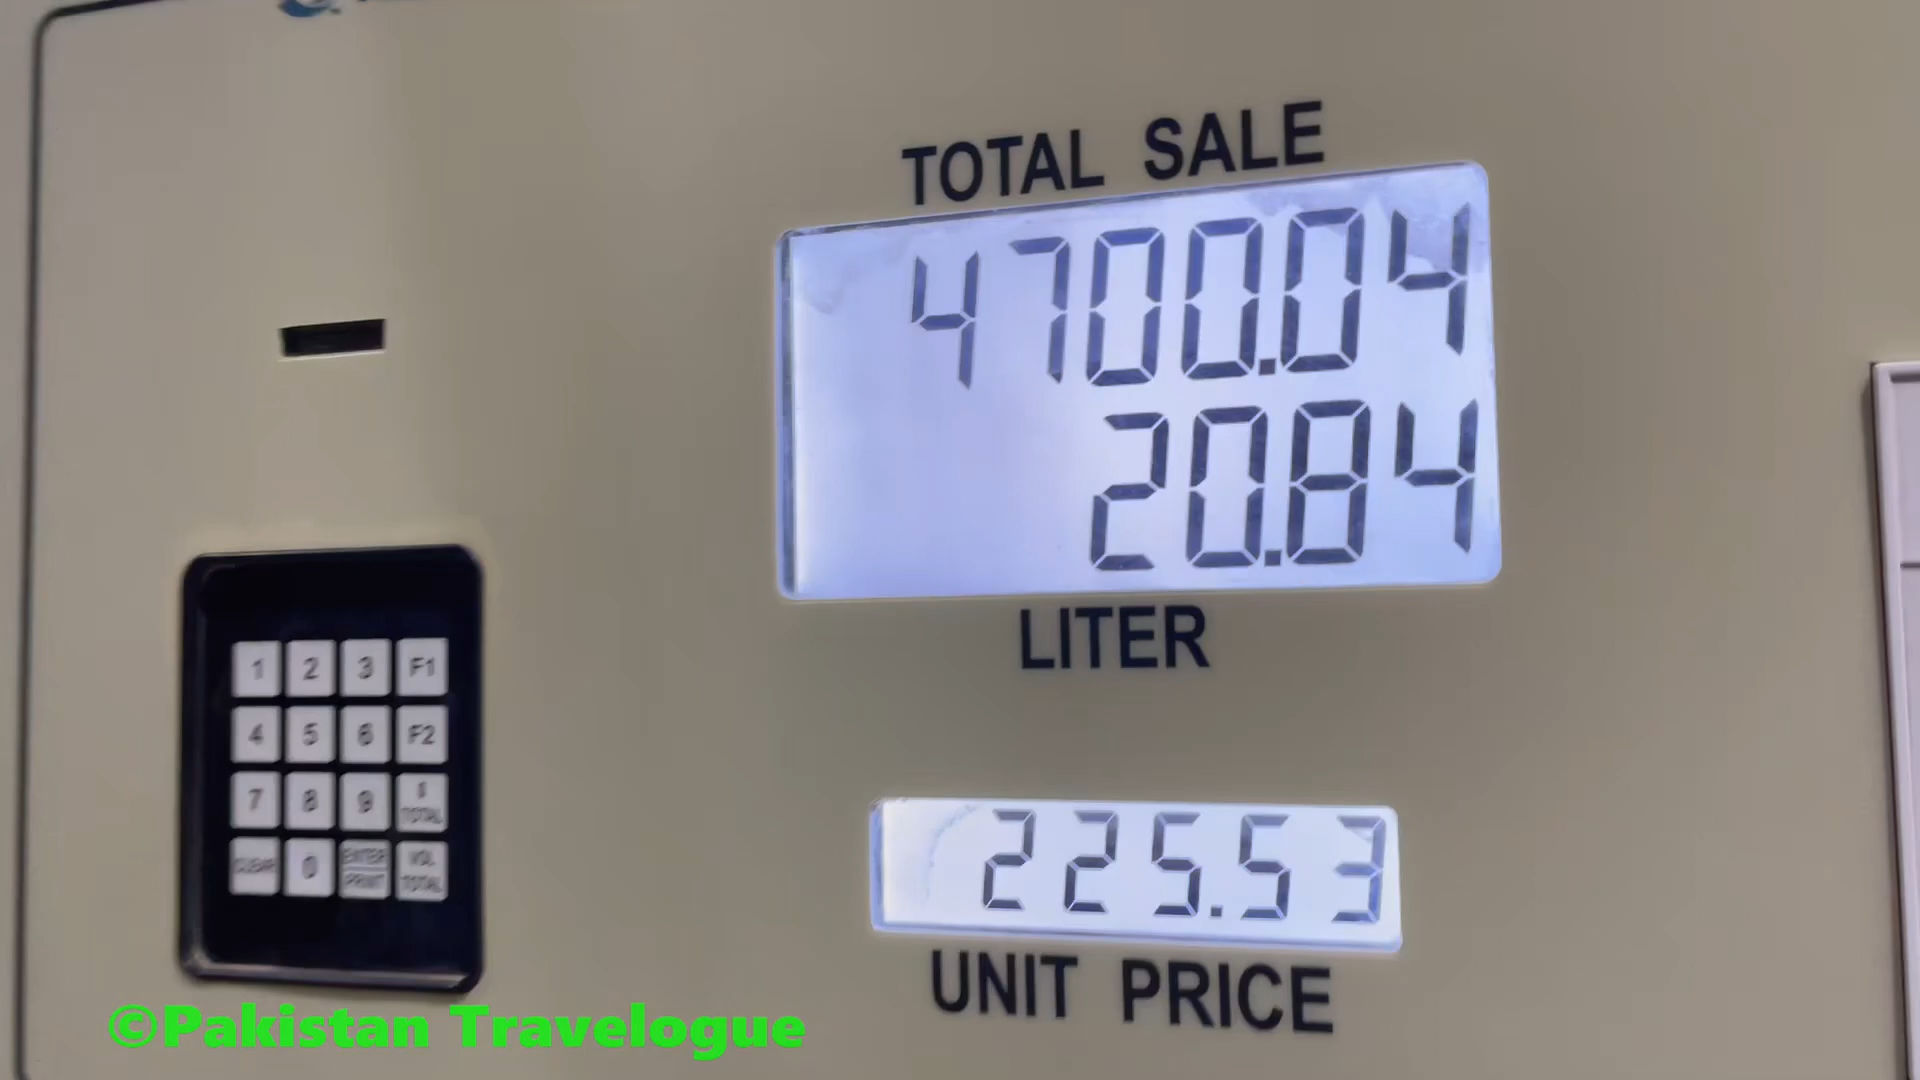 TOTAL SALE
4700.04
20.84
LITER
1 2 3 F1
4 5 6 F2
7 8 9 $ TOTAL
CLEAR 0 ENTER PRINT VOL TOTAL
225.53
UNIT PRICE
©Pakistan Travelogue